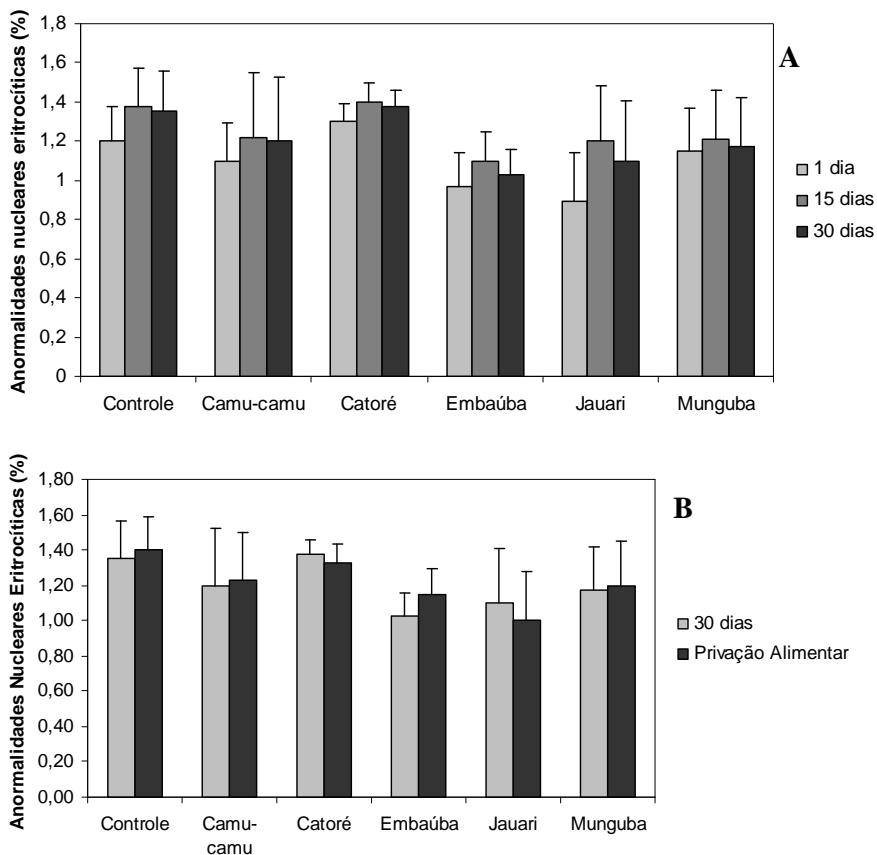 Anormalidades nucleares eritrocíticas (%)
1,8
1,6
1,4
1,2
1
0,8
0,6
0,4
0,2
0
Controle Camu-camu Catoré Embaúba Jauari Munguba
A
1 dia
15 dias
30 dias
Anormalidades Nucleares Eritrocíticas (%)
1,80
1,60
1,40
1,20
1,00
0,80
0,60
0,40
0,20
0,00
Controle Camu- Catoré Embaúba Jauari Munguba
camu
B
30 dias
Privação Alimentar